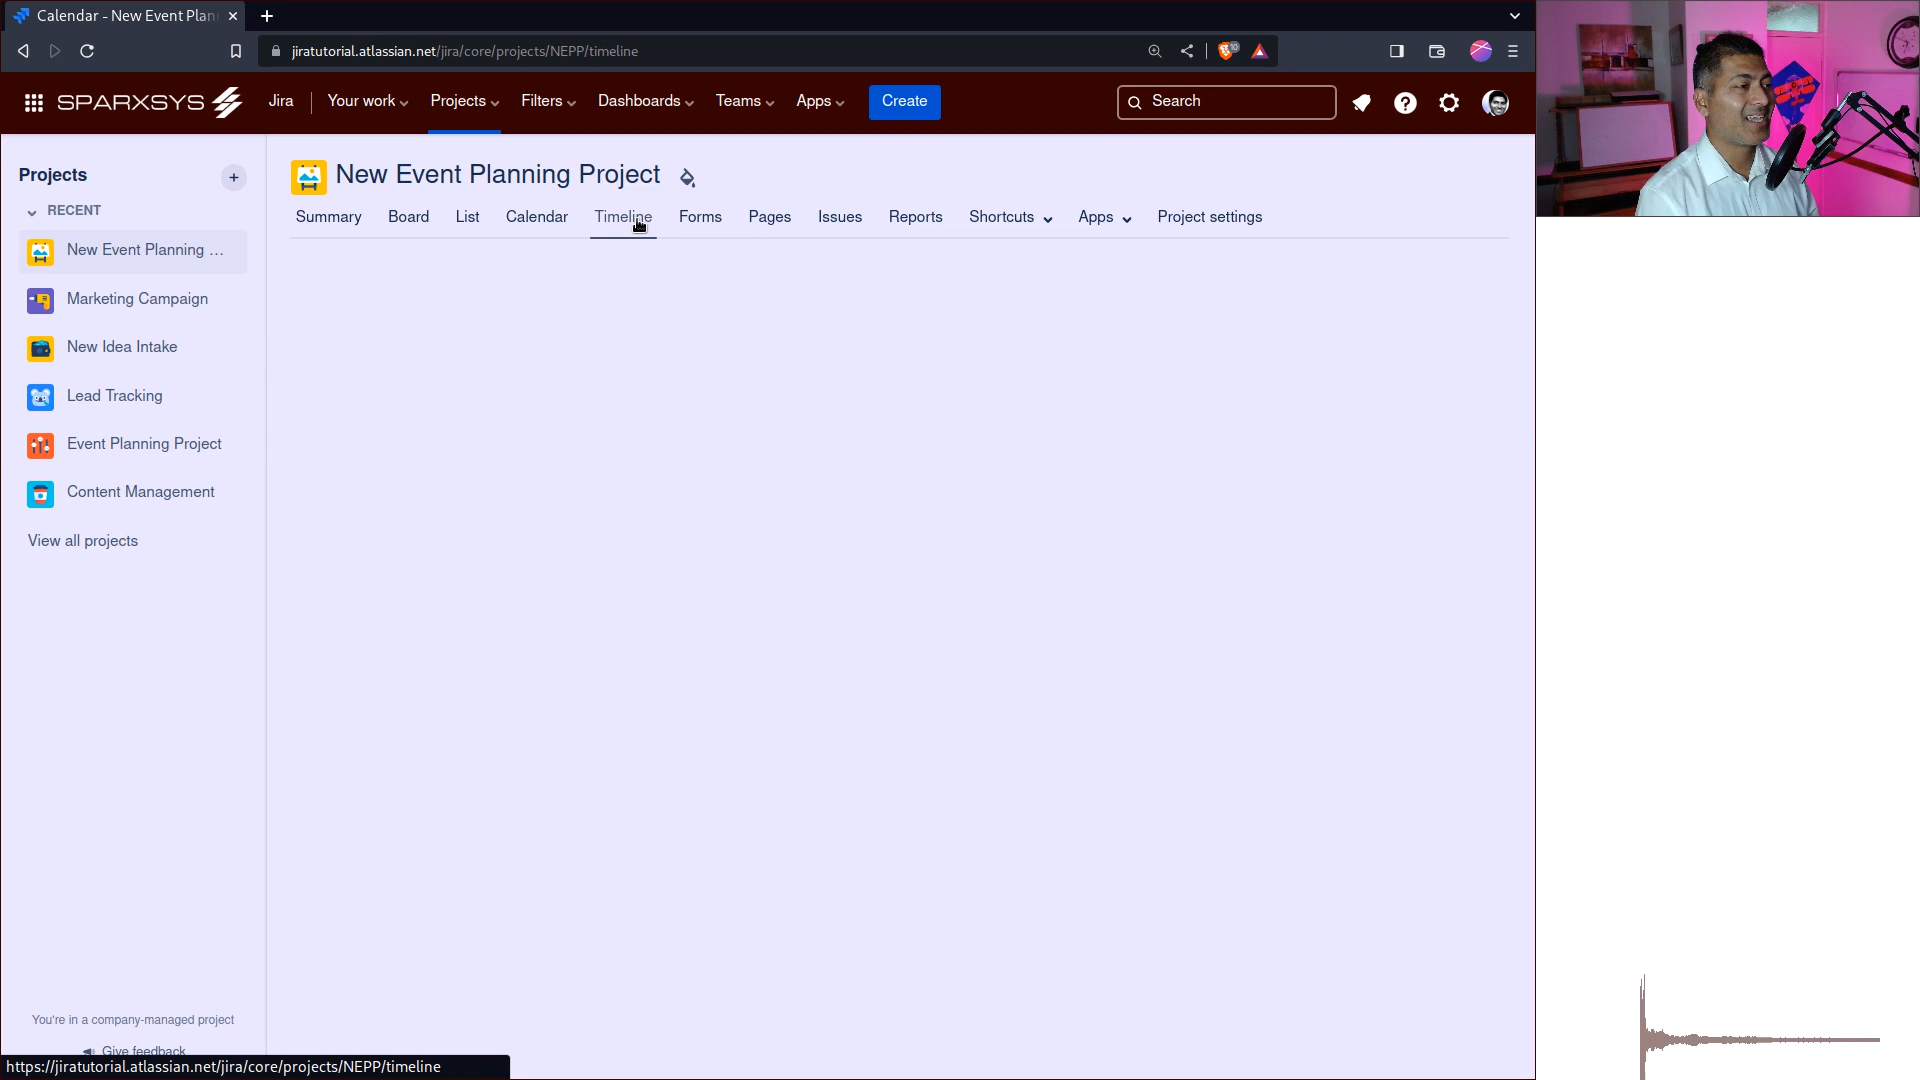 Calendar - New Event Plan
jiratutorial.atlassian.net/jira/core/projects/NEPP/timeline
SPARXSYS Jira Your work Projects Filters Dashboards Teams Apps Create Search
Projects
RECENT
New Event Planning ...
Marketing Campaign
New Idea Intake
Lead Tracking
Event Planning Project
Content Management
View all projects
New Event Planning Project
Summary Board List Calendar Timeline Forms Pages Issues Reports Shortcuts Apps Project settings
You're in a company-managed project
Give feedback
https://jiratutorial.atlassian.net/jira/core/projects/NEPP/timeline